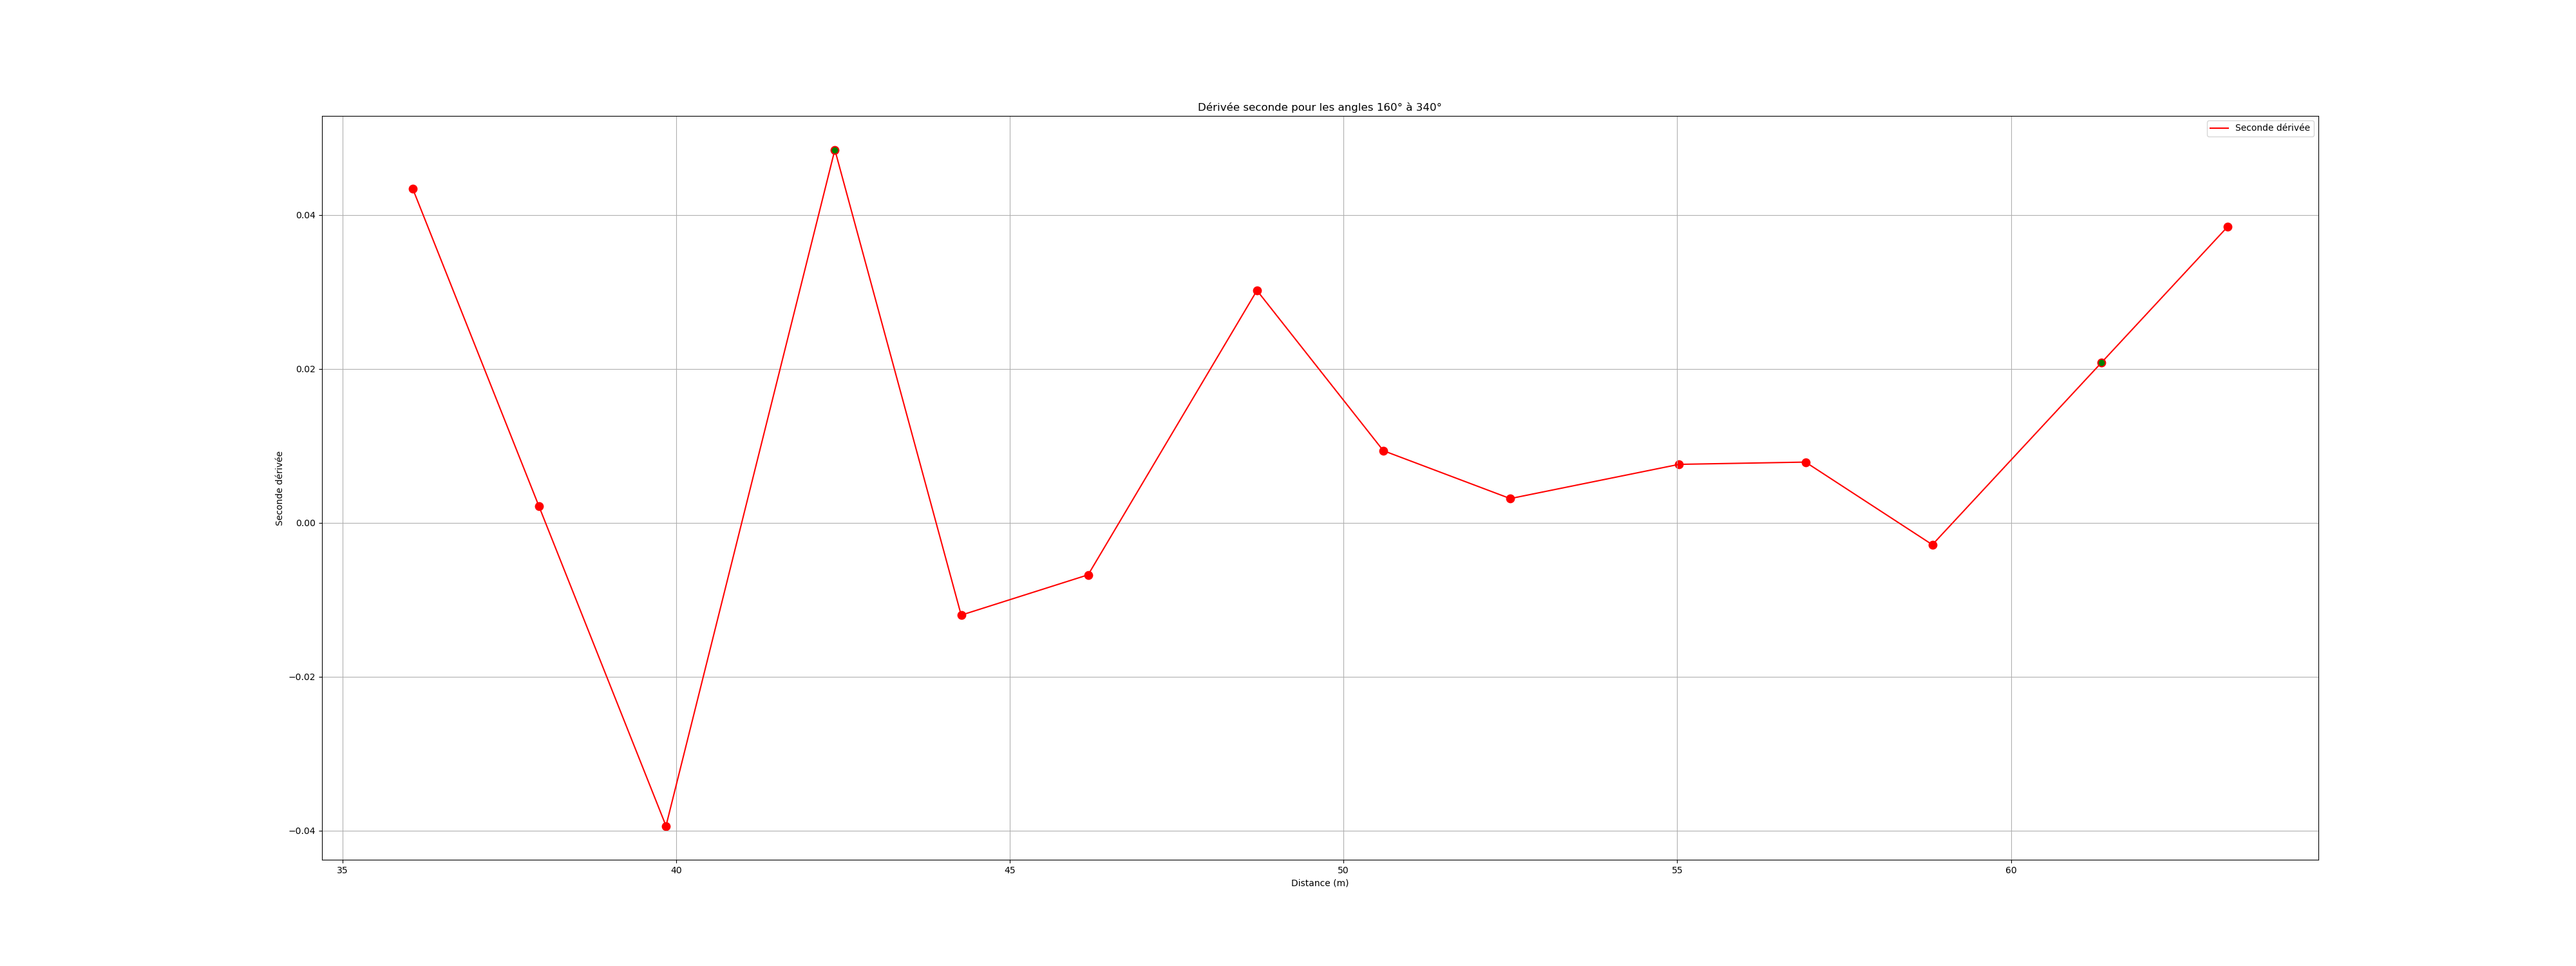 Dérivée seconde pour les angles 160° à 340°
Seconde dérivée
0.04
0.02
0.00
−0.02
−0.04
Seconde dérivée
35 40 45 50 55 60
Distance (m)